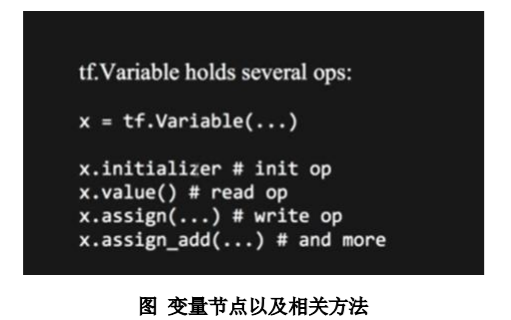 tf.Variable holds several ops:
x = tf.Variable(...)
x.initializer # init op
x.value() # read op
x.assign(...) # write op
x.assign_add(...) # and more
图 变量节点以及相关方法